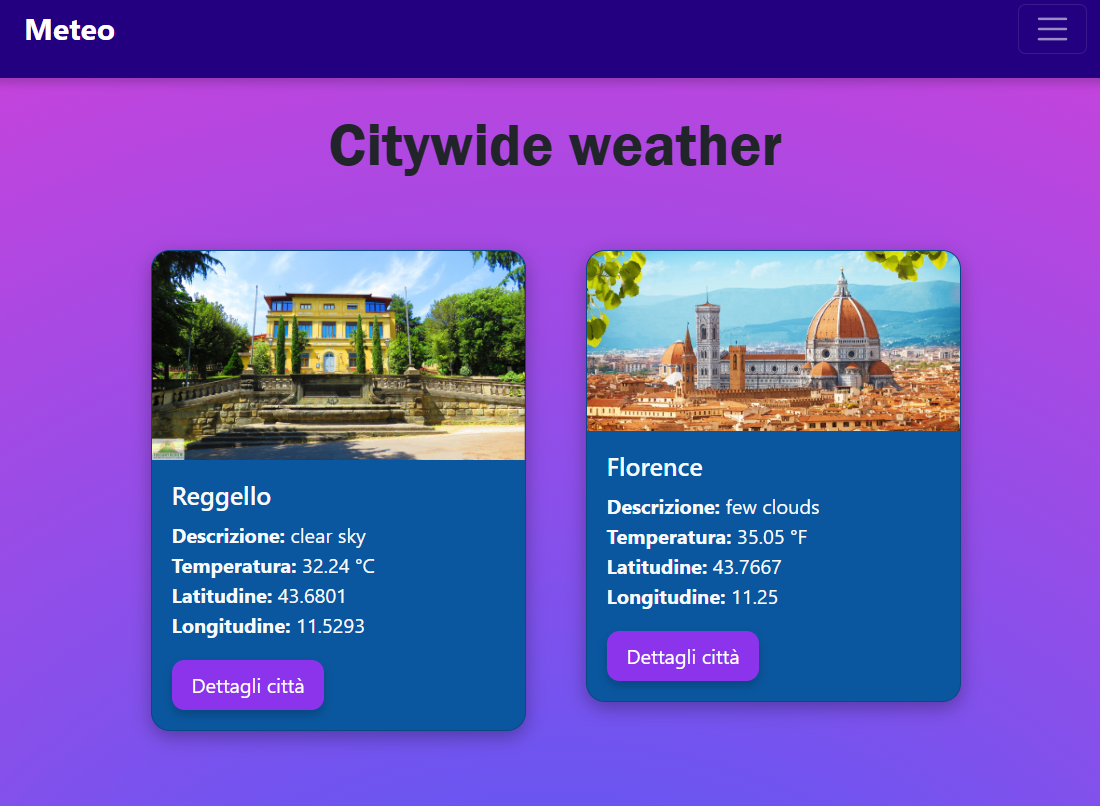 Meteo
Citywide weather
Reggello
Descrizione: clear sky
Temperatura: 32.24 °C
Latitudine: 43.6801
Longitudine: 11.5293
Dettagli città
Florence
Descrizione: few clouds
Temperatura: 35.05 °F
Latitudine: 43.7667
Longitudine: 11.25
Dettagli città